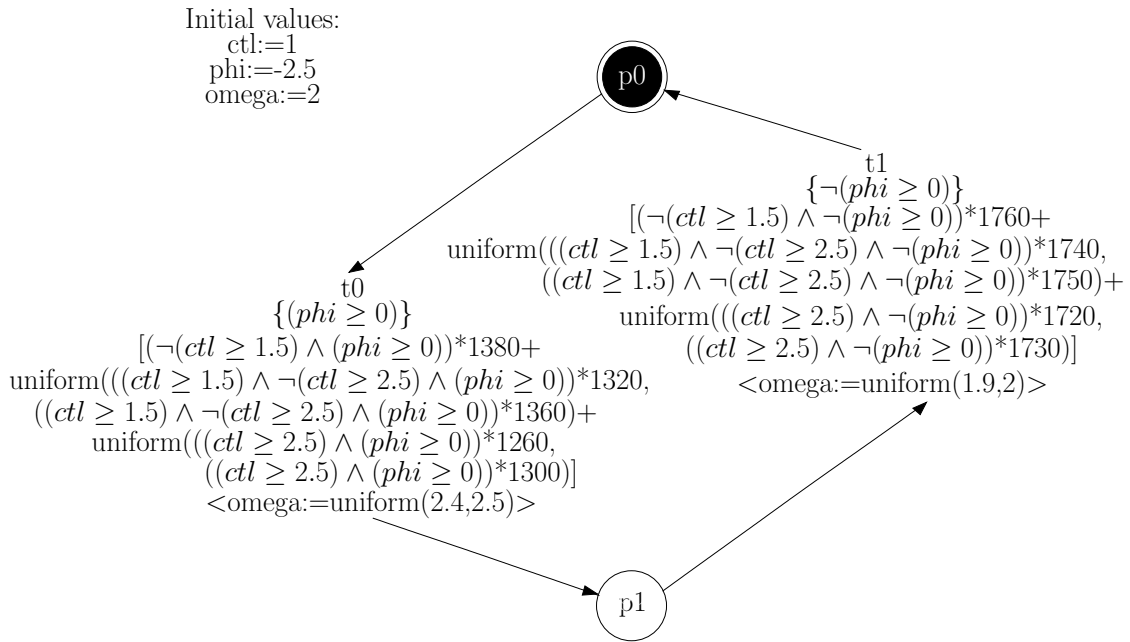 Initial values:
ctl:=1
phi:=-2.5
omega:=2
p0
t1
{¬(phi ≥ 0)}
[(¬(ctl ≥ 1.5) ∧ ¬(phi ≥ 0))*1760+
uniform(((ctl ≥ 1.5) ∧ ¬(ctl ≥ 2.5) ∧ ¬(phi ≥ 0))*1740,
((ctl ≥ 1.5) ∧ ¬(ctl ≥ 2.5) ∧ ¬(phi ≥ 0))*1750)+
uniform(((ctl ≥ 2.5) ∧ ¬(phi ≥ 0))*1720,
((ctl ≥ 2.5) ∧ ¬(phi ≥ 0))*1730)]
<omega:=uniform(1.9,2)>
t0
{(phi ≥ 0)}
[(¬(ctl ≥ 1.5) ∧ (phi ≥ 0))*1380+
uniform(((ctl ≥ 1.5) ∧ ¬(ctl ≥ 2.5) ∧ (phi ≥ 0))*1320,
((ctl ≥ 1.5) ∧ ¬(ctl ≥ 2.5) ∧ (phi ≥ 0))*1360)+
uniform(((ctl ≥ 2.5) ∧ (phi ≥ 0))*1260,
((ctl ≥ 2.5) ∧ (phi ≥ 0))*1300)]
<omega:=uniform(2.4,2.5)>
p1